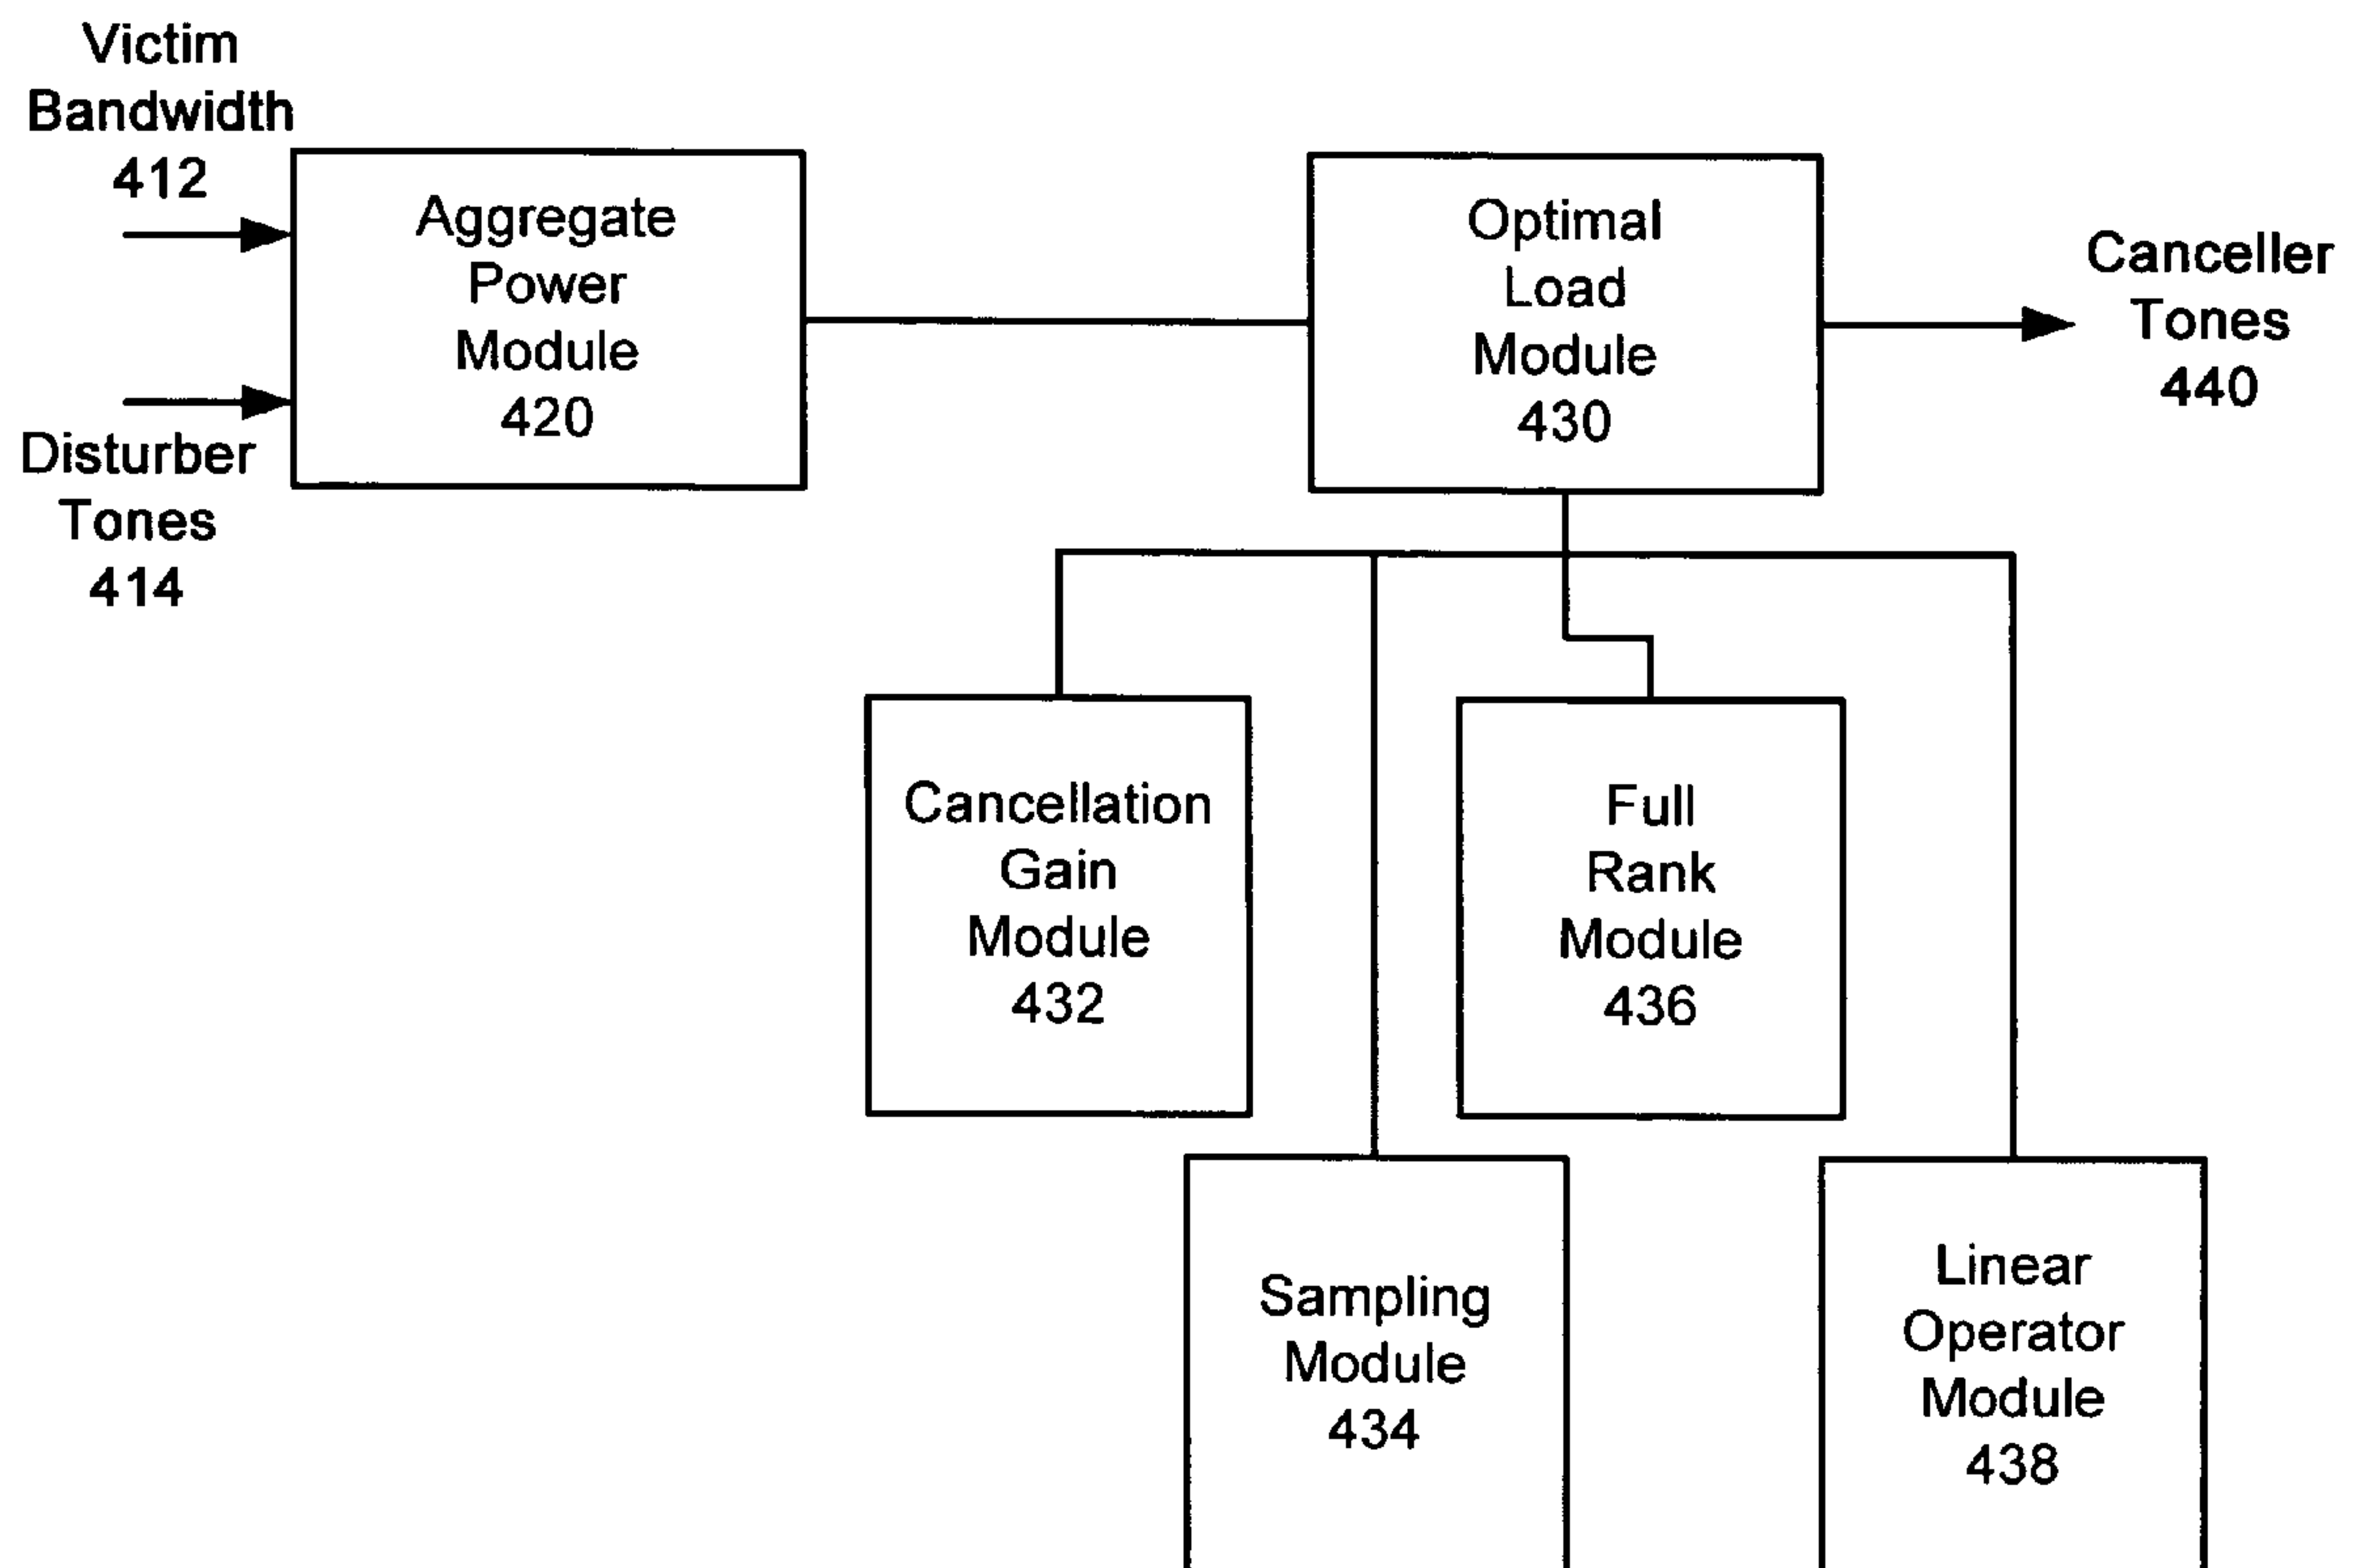 Victim
Bandwidth
412
Aggregate
Power
Module
420
Disturber
Tones
414
Optimal
Load
Module
430
Canceller
Tones
440
Cancellation
Gain
Module
432
Full
Rank
Module
436
Sampling
Module
434
Linear
Operator
Module
438